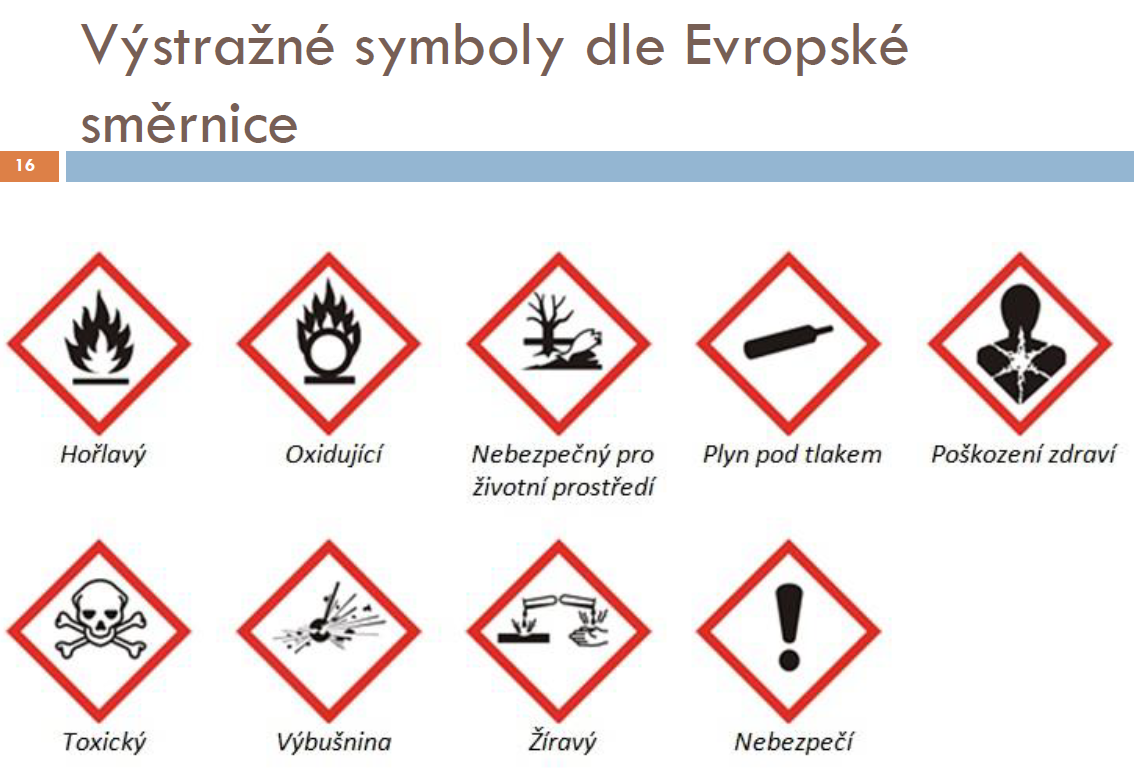 Výstražné symboly dle Evropské
směrnice
16
Hořlavý
Oxidující
Nebezpečný pro
životní prostředí
Plyn pod tlakem
Poškození zdraví
Toxický
Výbušnina
Žíravý
Nebezpečí